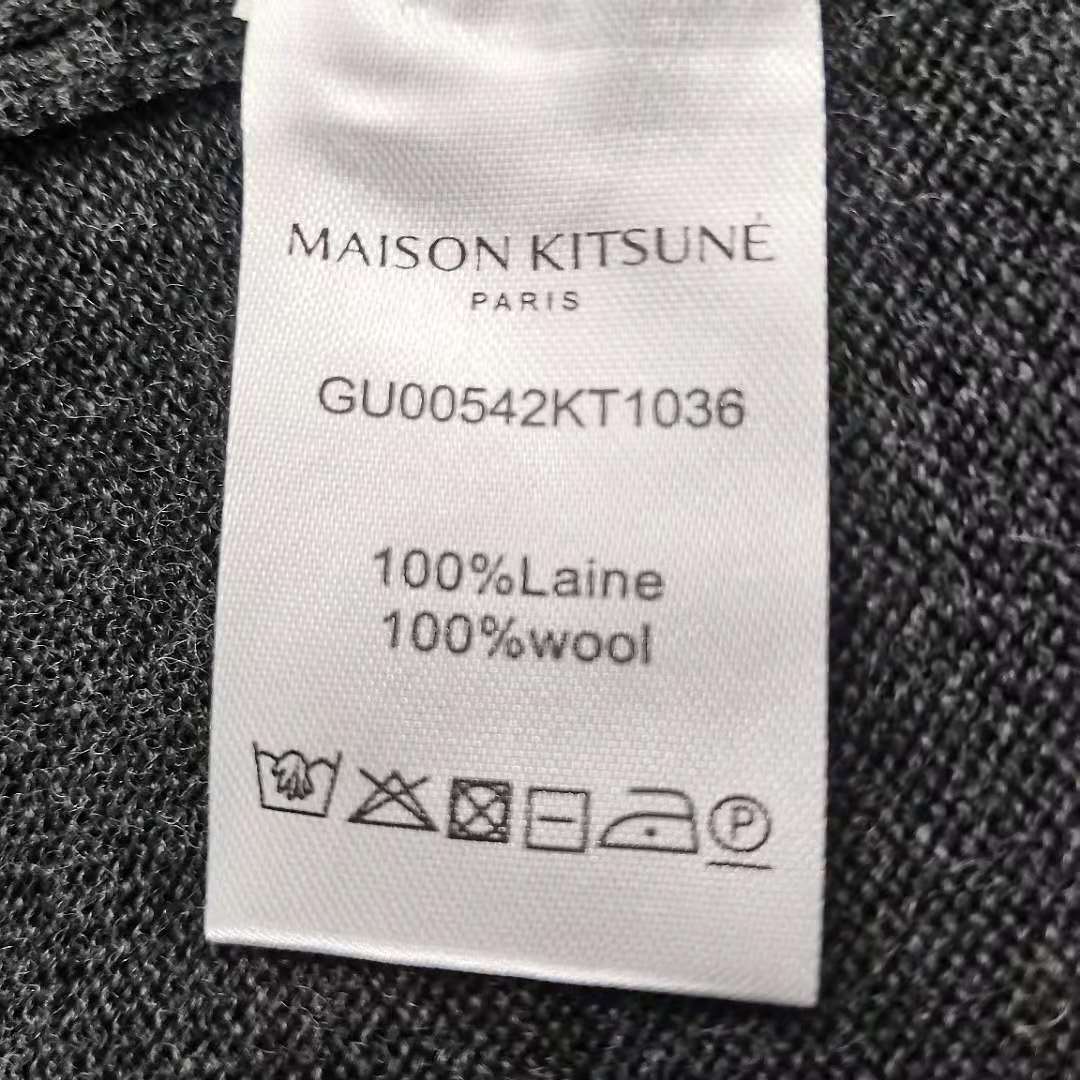 MAISON KITSUNÉ
PARIS
GU00542KT1036
100%Laine
100%wool
P